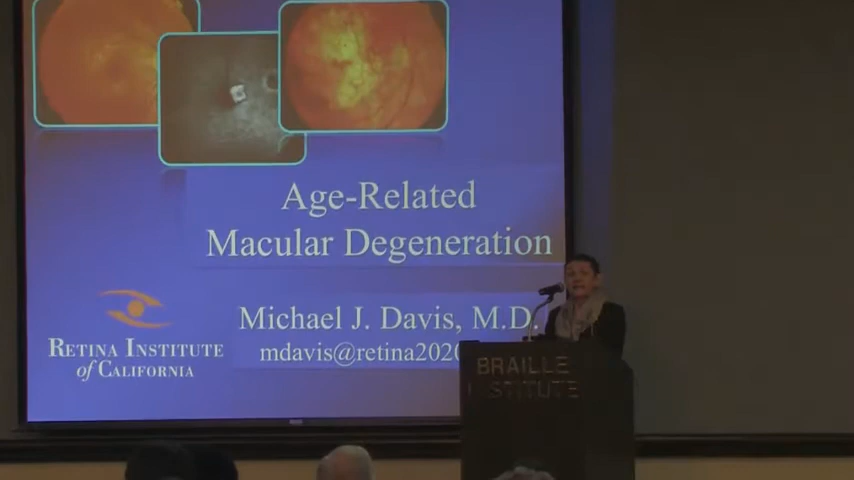 Age-Related
Macular Degeneration
Michael J. Davis, M.D.
mdavis@retina2020
RETINA INSTITUTE
of CALIFORNIA
BRAILLE
INSTITUTE